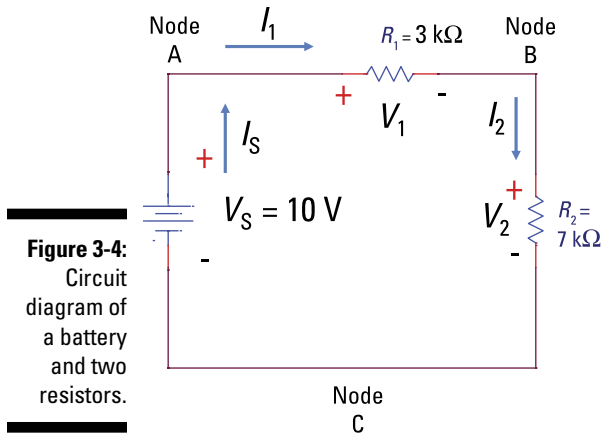 Node
A
I₁
R₁ = 3 kΩ
Node
B
+
-
V₁
I₂
+
Iₛ
+
Vₛ = 10 V
V₂
R₂=
7 kΩ
-
-
Figure 3-4:
Circuit
diagram of
a battery
and two
resistors.
Node
C